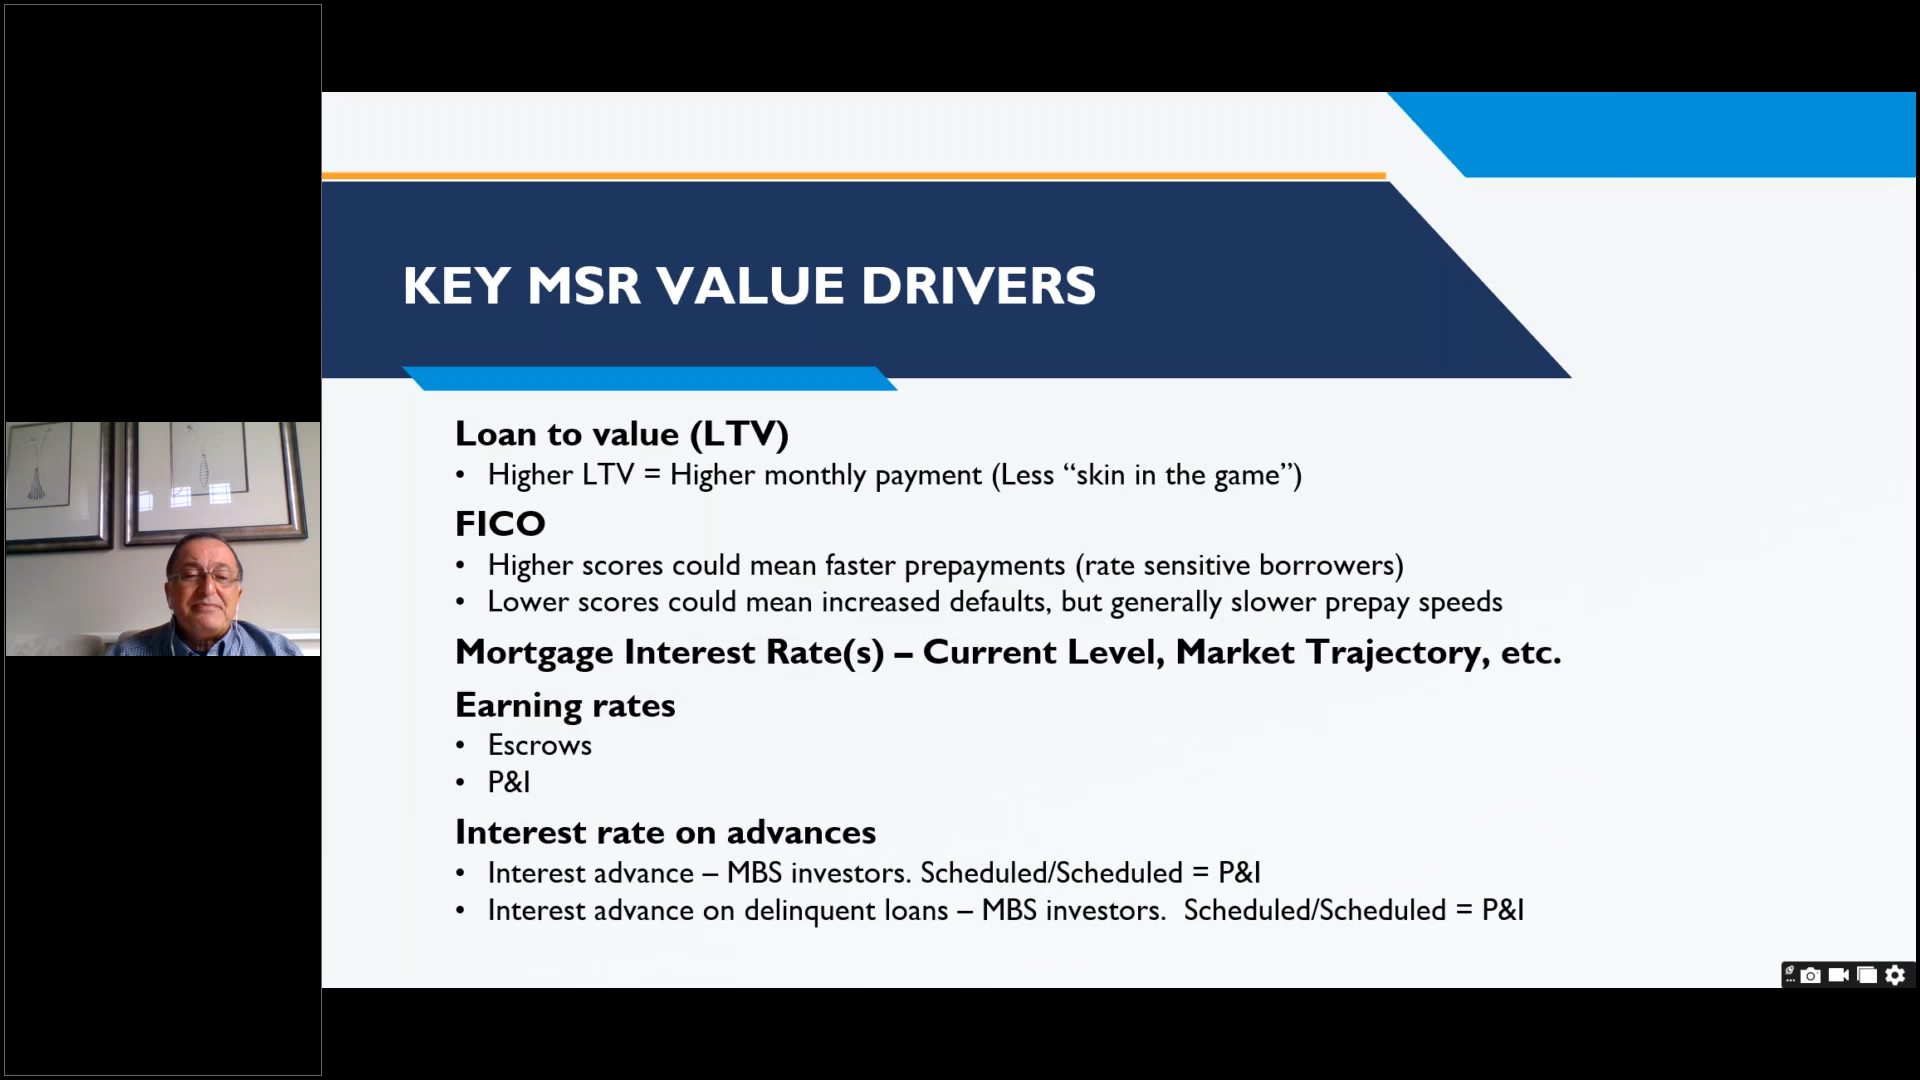 KEY MSR VALUE DRIVERS
Loan to value (LTV)
• Higher LTV = Higher monthly payment (Less “skin in the game”)
FICO
• Higher scores could mean faster prepayments (rate sensitive borrowers)
• Lower scores could mean increased defaults, but generally slower prepay speeds
Mortgage Interest Rate(s) – Current Level, Market Trajectory, etc.
Earning rates
• Escrows
• P&I
Interest rate on advances
• Interest advance – MBS investors. Scheduled/Scheduled = P&I
• Interest advance on delinquent loans – MBS investors.  Scheduled/Scheduled = P&I